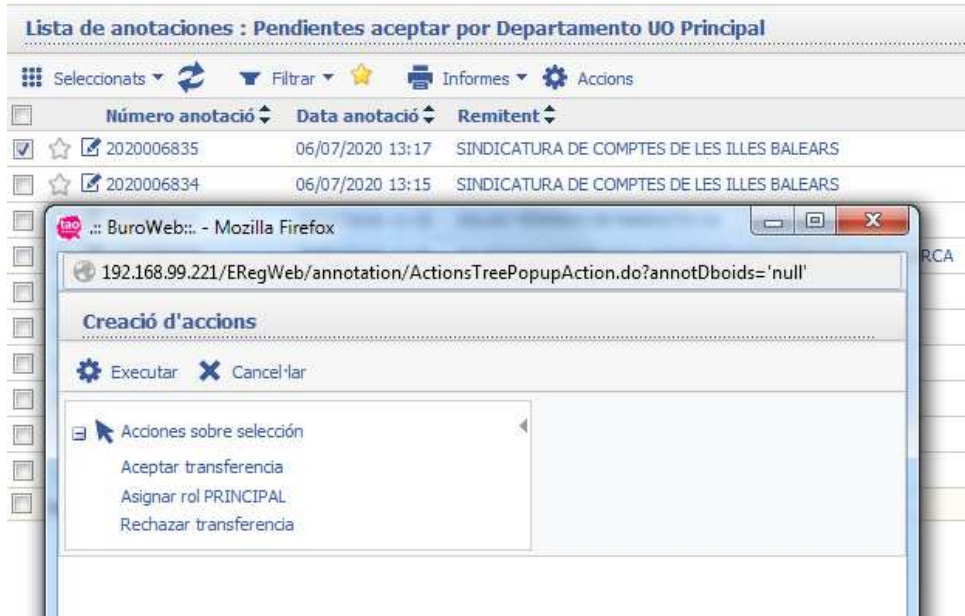 Lista de anotaciones : Pendientes aceptar por Departamento UO Principal
Seleccionats Filtrar Informes Accions
Número anotació Data anotació Remitent
2020006835 06/07/2020 13:17 SINDICATURA DE COMPTES DE LES ILLES BALEARS
2020006834 06/07/2020 13:15 SINDICATURA DE COMPTES DE LES ILLES BALEARS
tao .:: BuroWeb::. - Mozilla Firefox
RCA
192.168.99.221/ERegWeb/annotation/ActionsTreePopupAction.do?annotDboids='null'
Creació d'accions
Executar Cancel·lar
Acciones sobre selección
Aceptar transferencia
Asignar rol PRINCIPAL
Rechazar transferencia